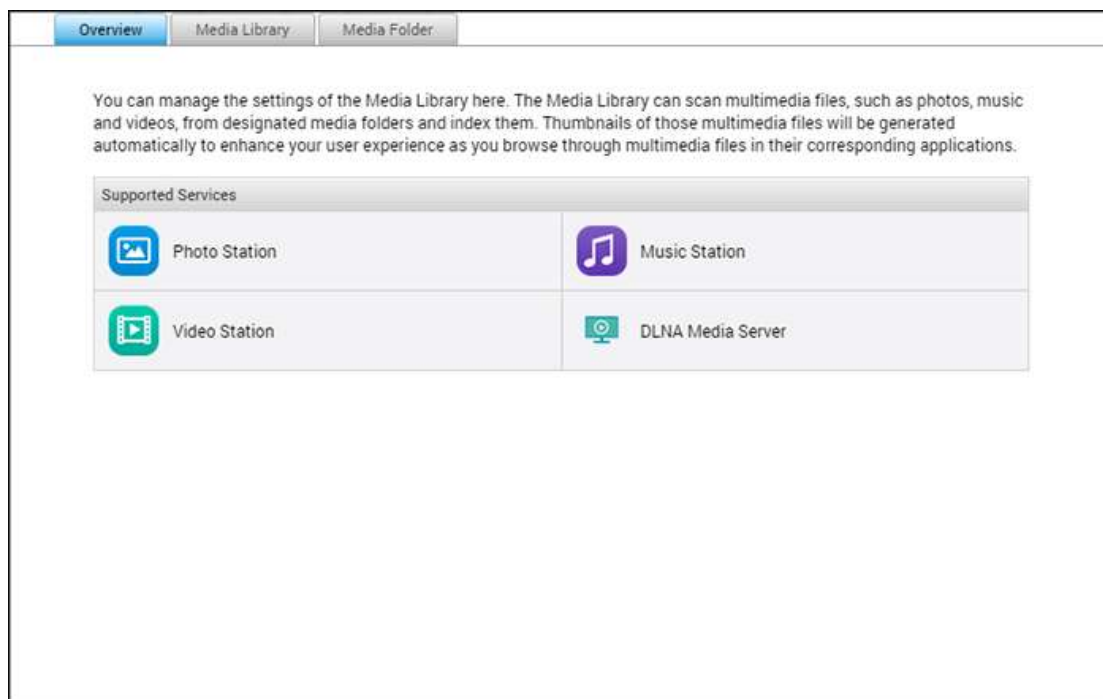 Overview
Media Library
Media Folder
You can manage the settings of the Media Library here. The Media Library can scan multimedia files, such as photos, music
and videos, from designated media folders and index them. Thumbnails of those multimedia files will be generated
automatically to enhance your user experience as you browse through multimedia files in their corresponding applications.
Supported Services
Photo Station
Music Station
Video Station
DLNA Media Server